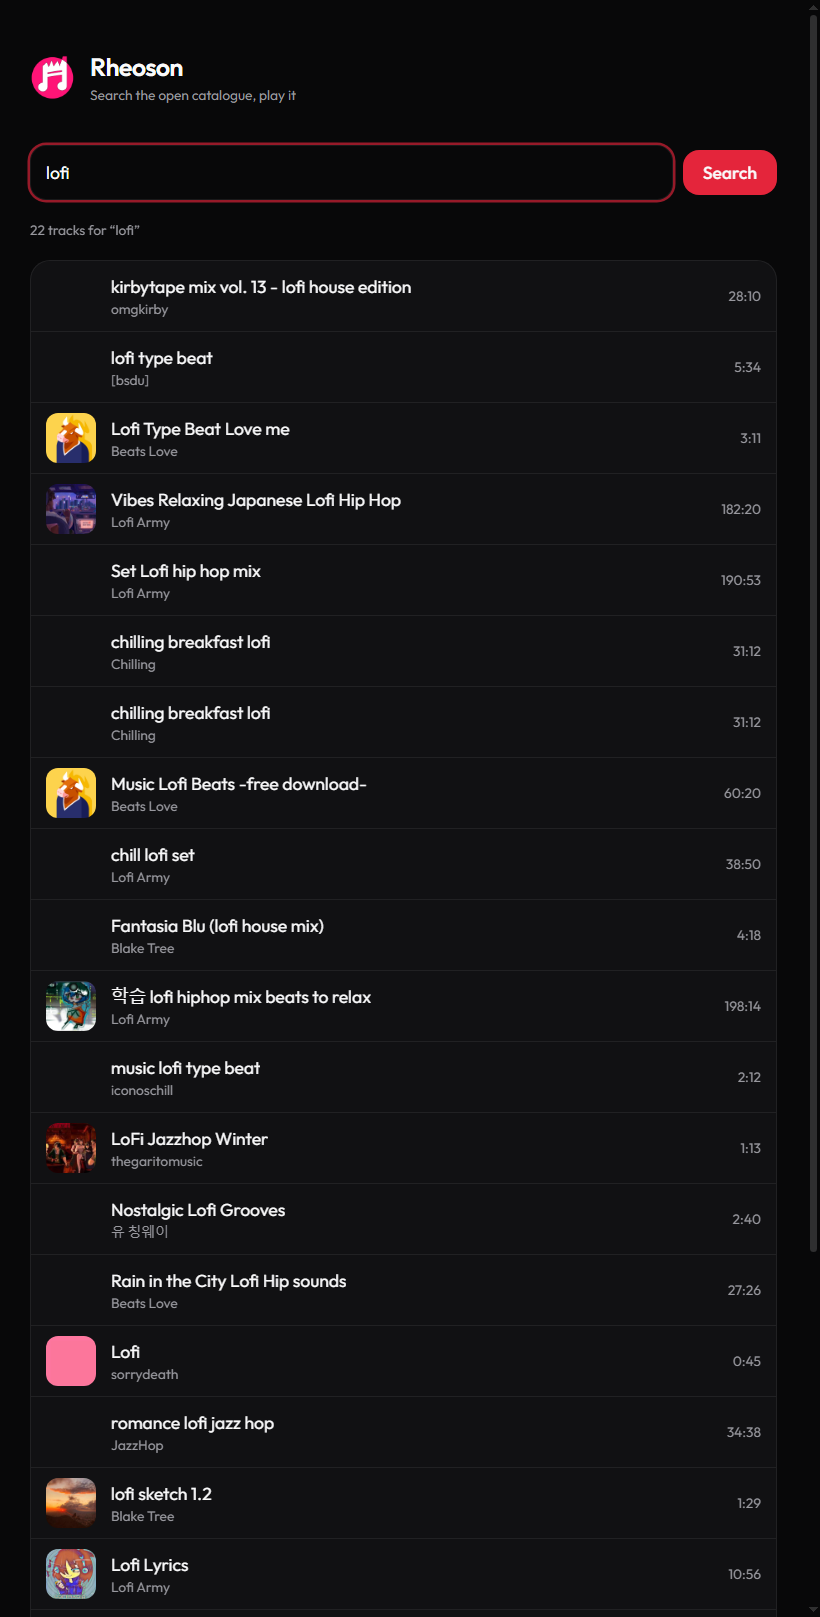 Rheoson
Search the open catalogue, play it
lofi
Search
22 tracks for “lofi”
kirbytape mix vol. 13 - lofi house edition
omgkirby
28:10
lofi type beat
[bsdu]
5:34
Lofi Type Beat Love me
Beats Love
3:11
Vibes Relaxing Japanese Lofi Hip Hop
Lofi Army
182:20
Set Lofi hip hop mix
Lofi Army
190:53
chilling breakfast lofi
Chilling
31:12
chilling breakfast lofi
Chilling
31:12
Music Lofi Beats -free download-
Beats Love
60:20
chill lofi set
Lofi Army
38:50
Fantasia Blu (lofi house mix)
Blake Tree
4:18
학습 lofi hiphop mix beats to relax
Lofi Army
198:14
music lofi type beat
iconoschill
2:12
LoFi Jazzhop Winter
thegaritomusic
1:13
Nostalgic Lofi Grooves
유 칭웨이
2:40
Rain in the City Lofi Hip sounds
Beats Love
27:26
Lofi
sorrydeath
0:45
romance lofi jazz hop
JazzHop
34:38
lofi sketch 1.2
Blake Tree
1:29
Lofi Lyrics
Lofi Army
10:56